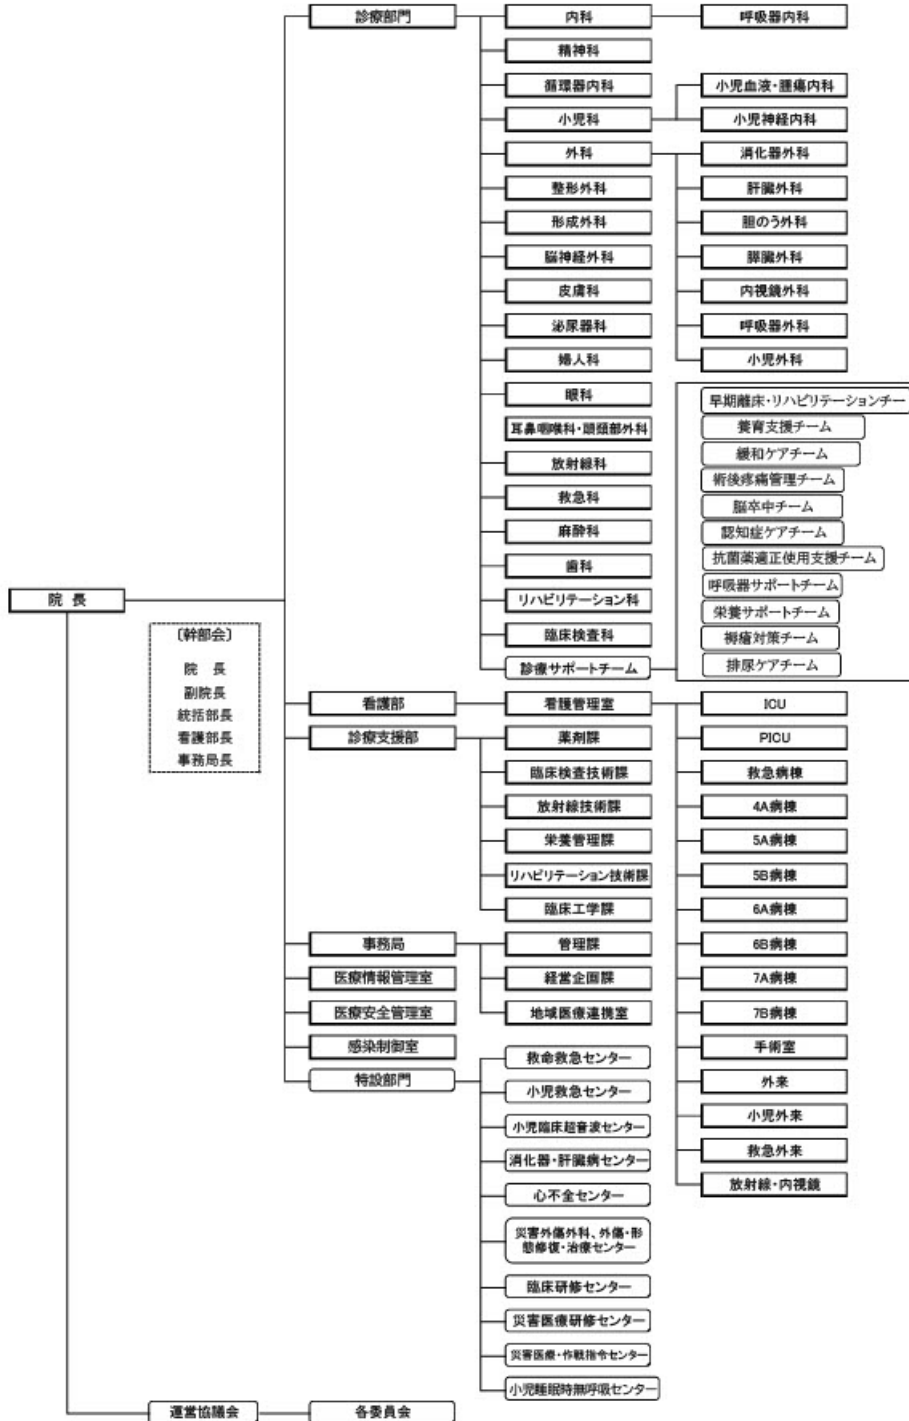 診療部門
内科
呼吸器内科
精神科
循環器内科
小児科
小児血液・腫瘍内科
小児神経内科
外科
消化器外科
肝臓外科
胆のう外科
膵臓外科
内視鏡外科
呼吸器外科
小児外科
整形外科
形成外科
脳神経外科
皮膚科
泌尿器科
婦人科
眼科
耳鼻咽喉科・頭頸部外科
放射線科
救急科
麻酔科
歯科
リハビリテーション科
臨床検査科
診療サポートチーム
早期離床・リハビリテーションチー
養育支援チーム
緩和ケアチーム
術後疼痛管理チーム
脳卒中チーム
認知症ケアチーム
抗菌薬適正使用支援チーム
呼吸器サポートチーム
栄養サポートチーム
褥瘡対策チーム
排尿ケアチーム
院長
〔幹部会〕
院長
副院長
統括部長
看護部長
事務局長
看護部
看護管理室
ICU
PICU
救急病棟
4A病棟
5A病棟
5B病棟
6A病棟
6B病棟
7A病棟
7B病棟
手術室
外来
小児外来
救急外来
放射線・内視鏡
診療支援部
薬剤課
臨床検査技術課
放射線技術課
栄養管理課
リハビリテーション技術課
臨床工学課
事務局
管理課
経営企画課
地域医療連携室
医療情報管理室
医療安全管理室
感染制御室
特設部門
救命救急センター
小児救急センター
小児臨床超音波センター
消化器・肝臓病センター
心不全センター
災害外傷外科、外傷・形
態修復・治療センター
臨床研修センター
災害医療研修センター
災害医療・作戦指令センター
小児睡眠時無呼吸センター
運営協議会
各委員会